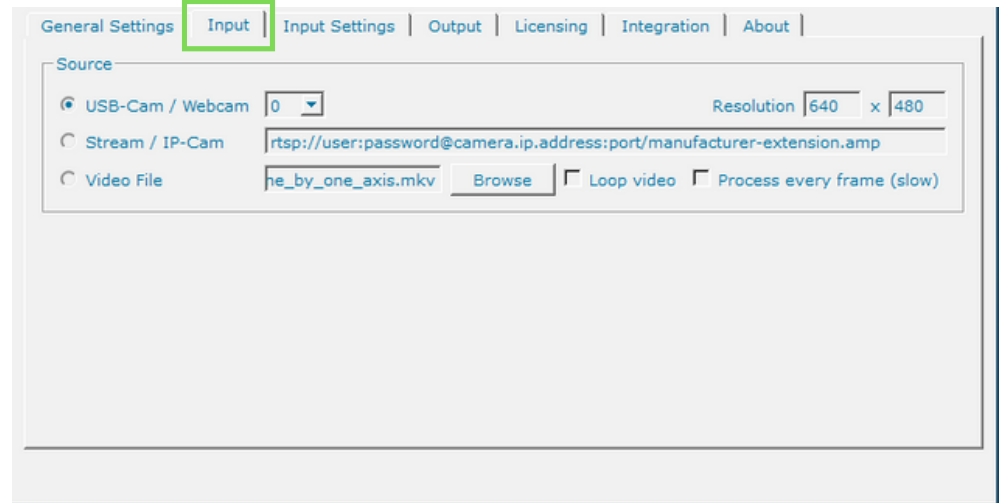 General Settings Input Input Settings Output Licensing Integration About
Source
USB-Cam / Webcam 0 Resolution 640 x 480
Stream / IP-Cam rtsp://user:password@camera.ip.address:port/manufacturer-extension.amp
Video File ne_by_one_axis.mkv Browse Loop video Process every frame (slow)